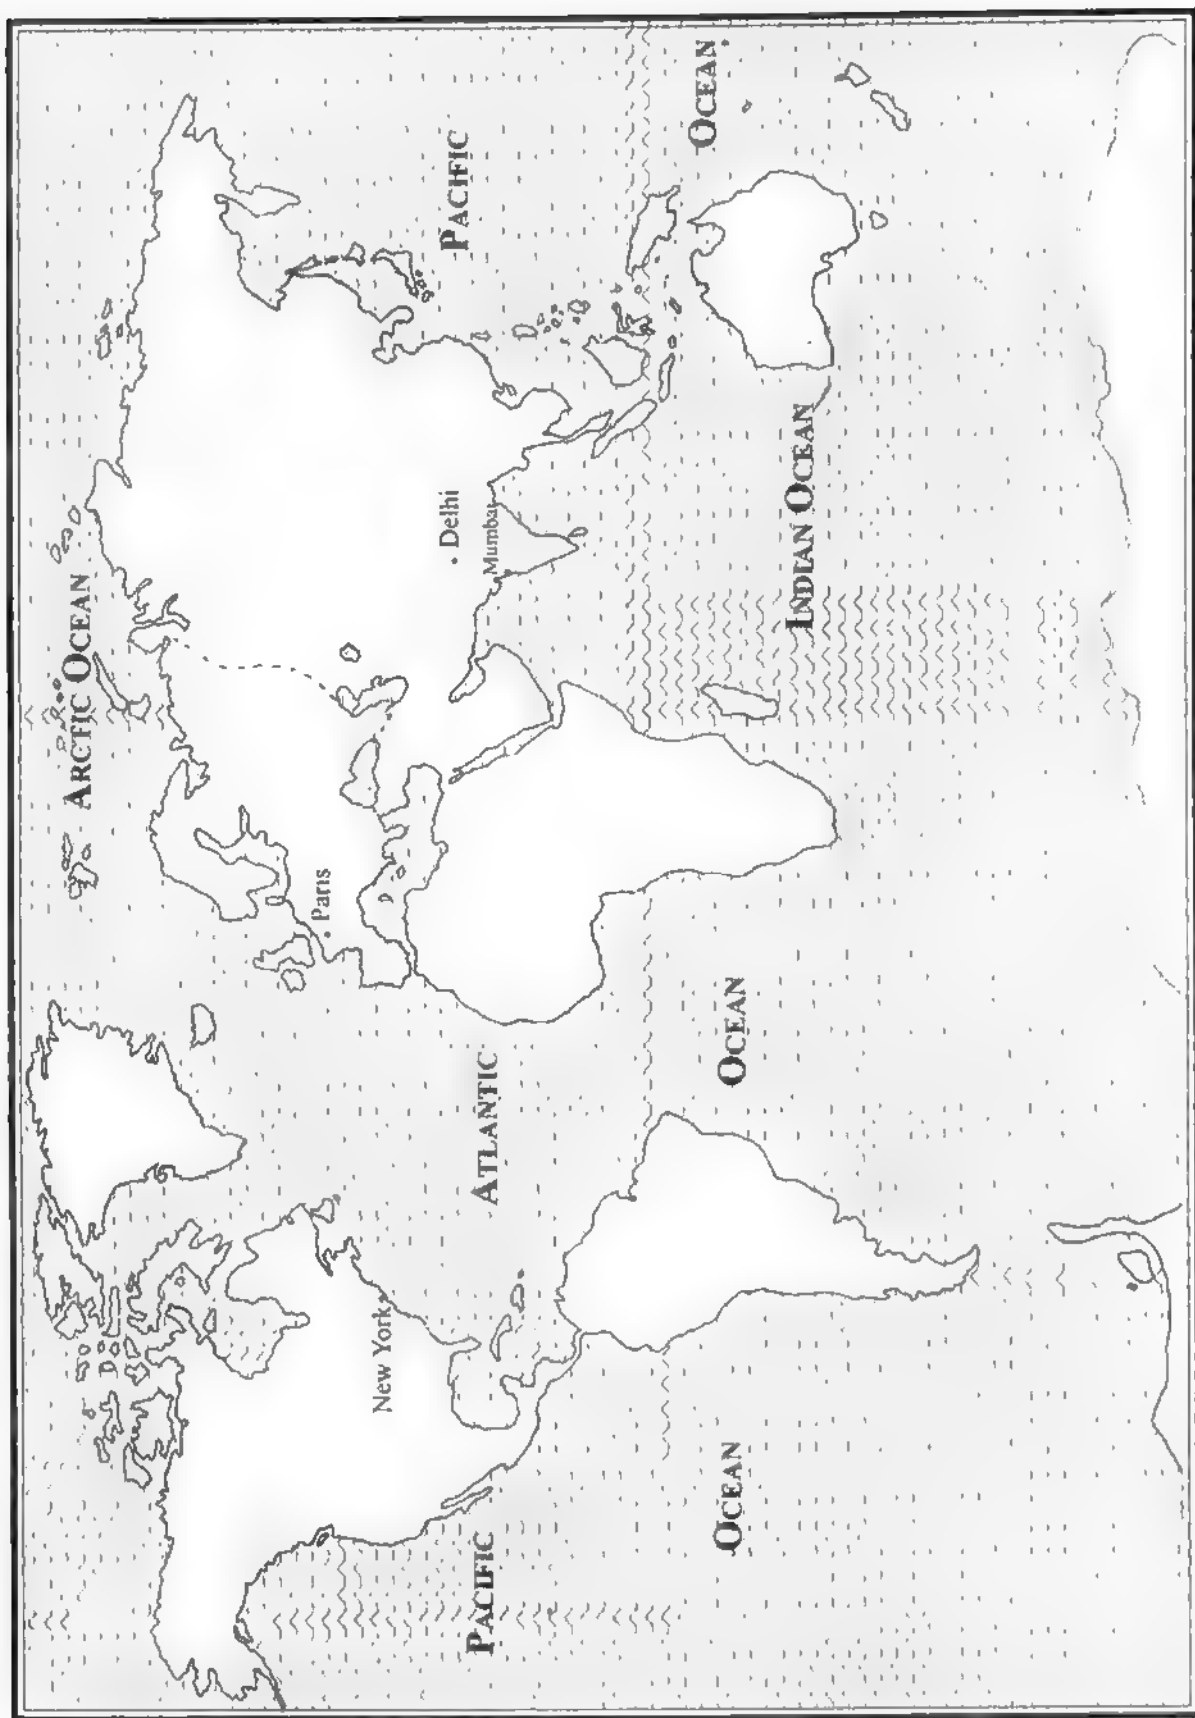 ARCTIC OCEAN
Paris
New York
Delhi
Mumbai
PACIFIC
ATLANTIC
PACIFIC
OCEAN
OCEAN
OCEAN
INDIAN OCEAN